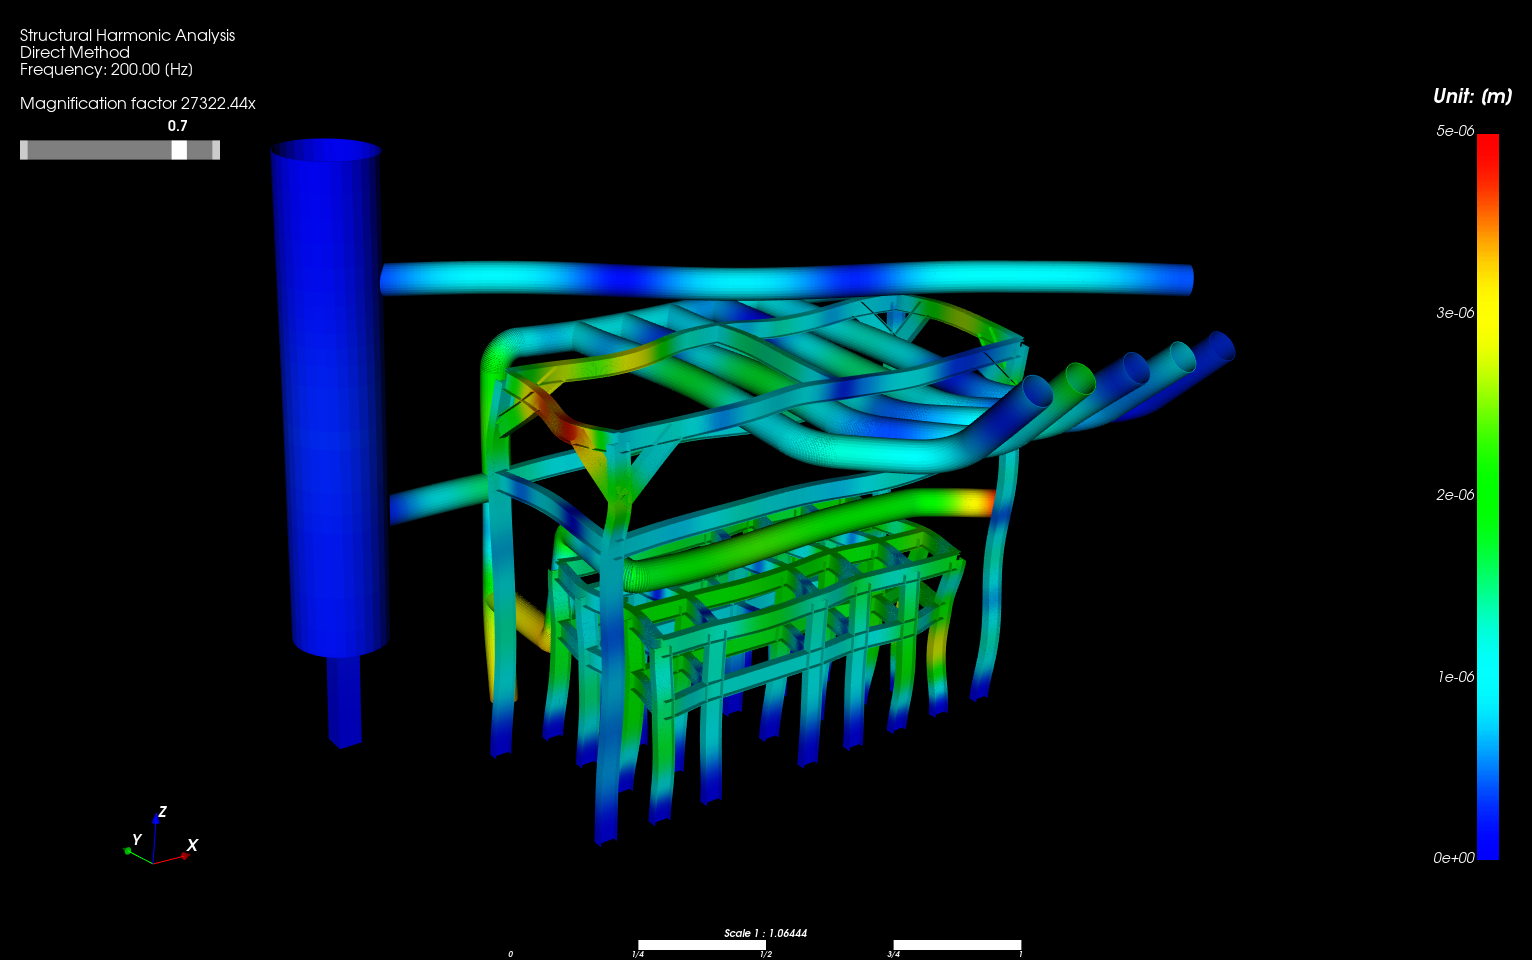 Structural Harmonic Analysis
Direct Method
Frequency: 200.00 [Hz]
Magnification factor 27322.44x
0.7
Unit: [m]
5e-06
3e-06
2e-06
1e-06
0e+00
Z
Y
X
Scale 1 : 1.06444
0 1/4 1/2 3/4 1